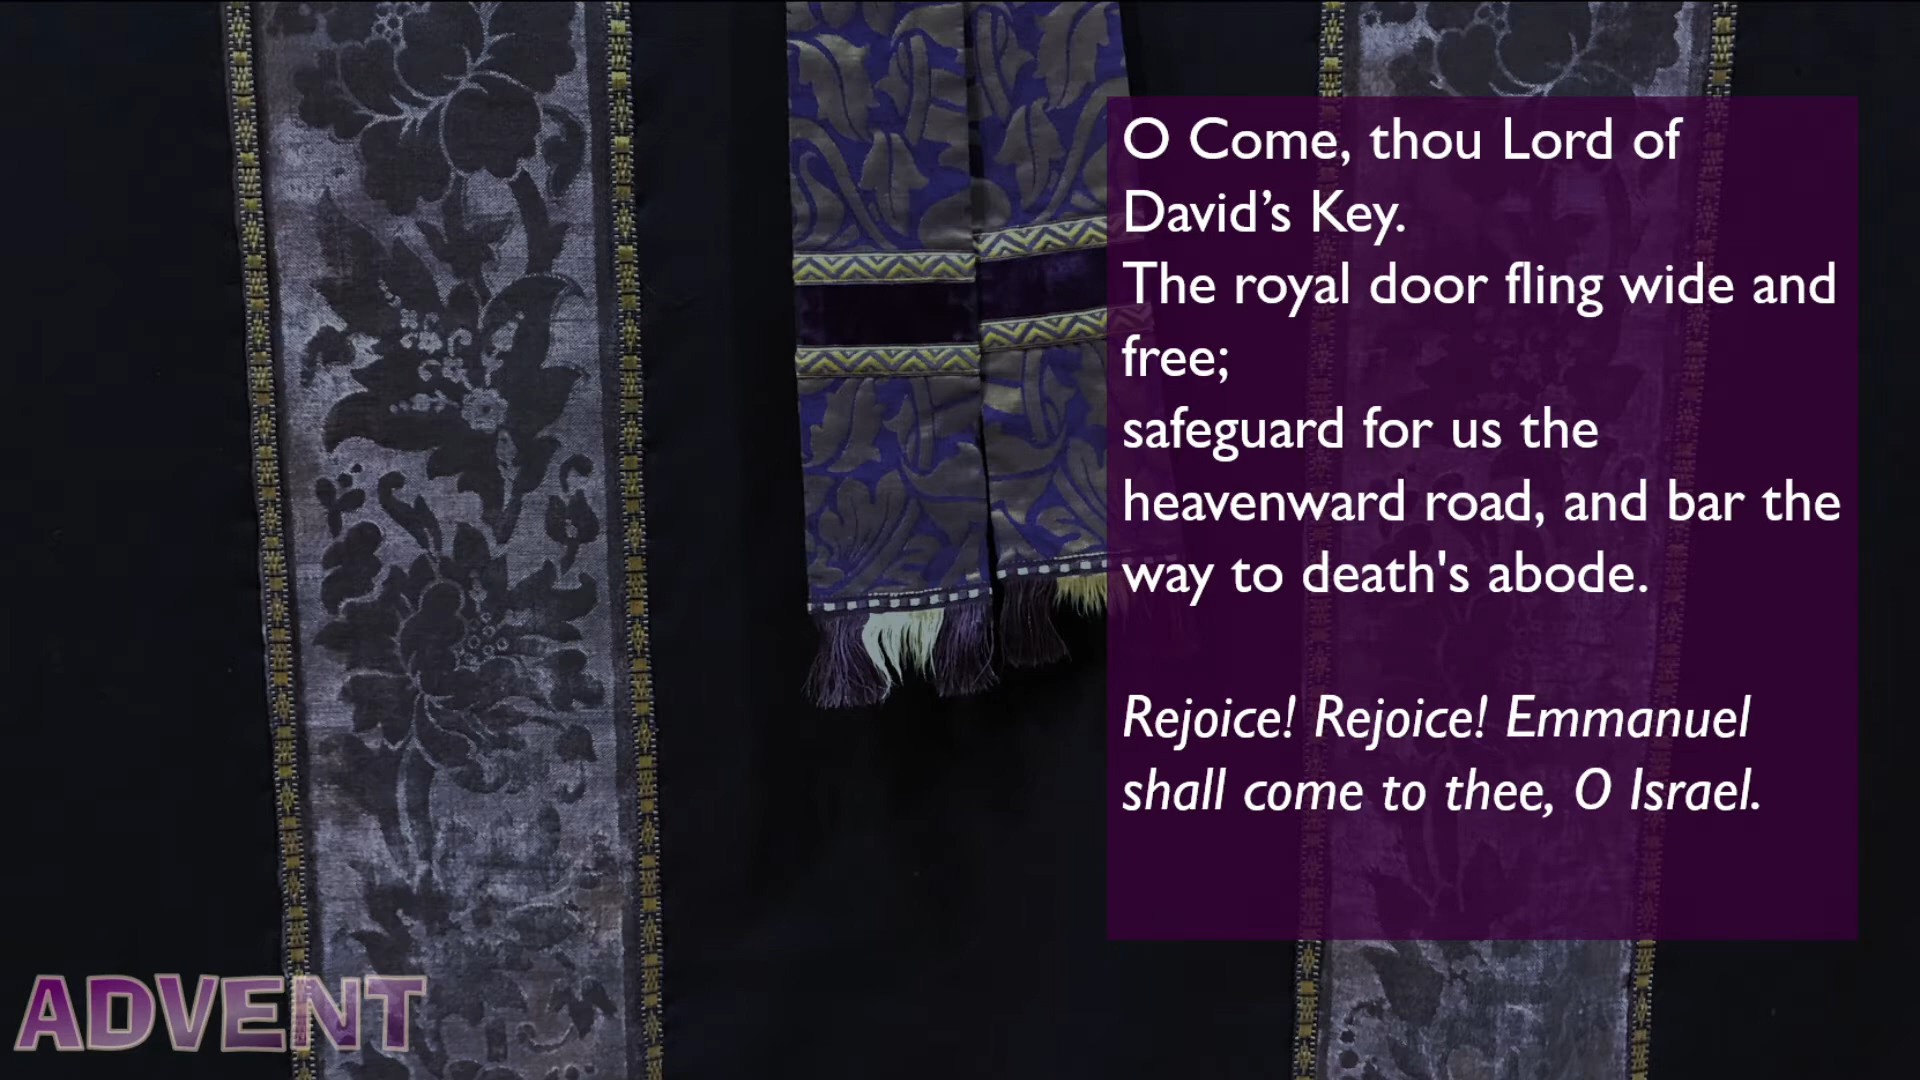 O Come, thou Lord of
David’s Key.
The royal door fling wide and
free;
safeguard for us the
heavenward road, and bar the
way to death's abode.
Rejoice! Rejoice! Emmanuel
shall come to thee, O Israel.
ADVENT